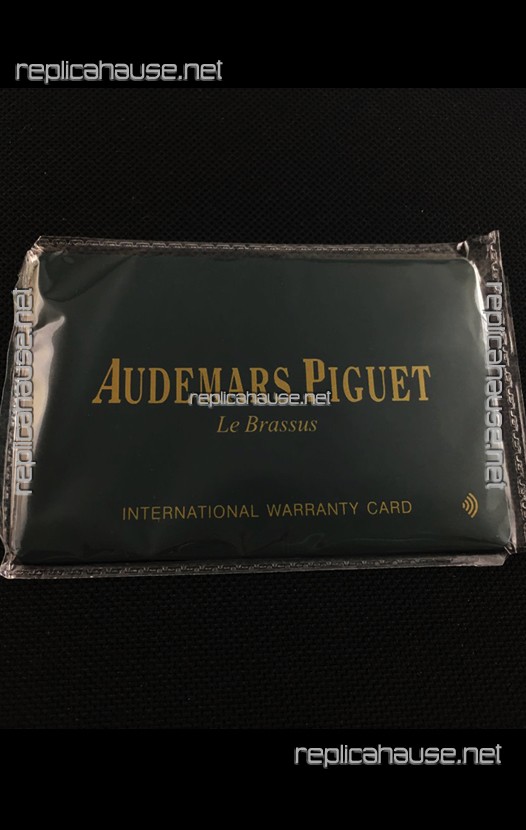 replicahause.net
AUDEMARS PIGUET
replicahause.net
Le Brassus
INTERNATIONAL WARRANTY CARD
replicahause.net
replicahause.net
replicahause.net